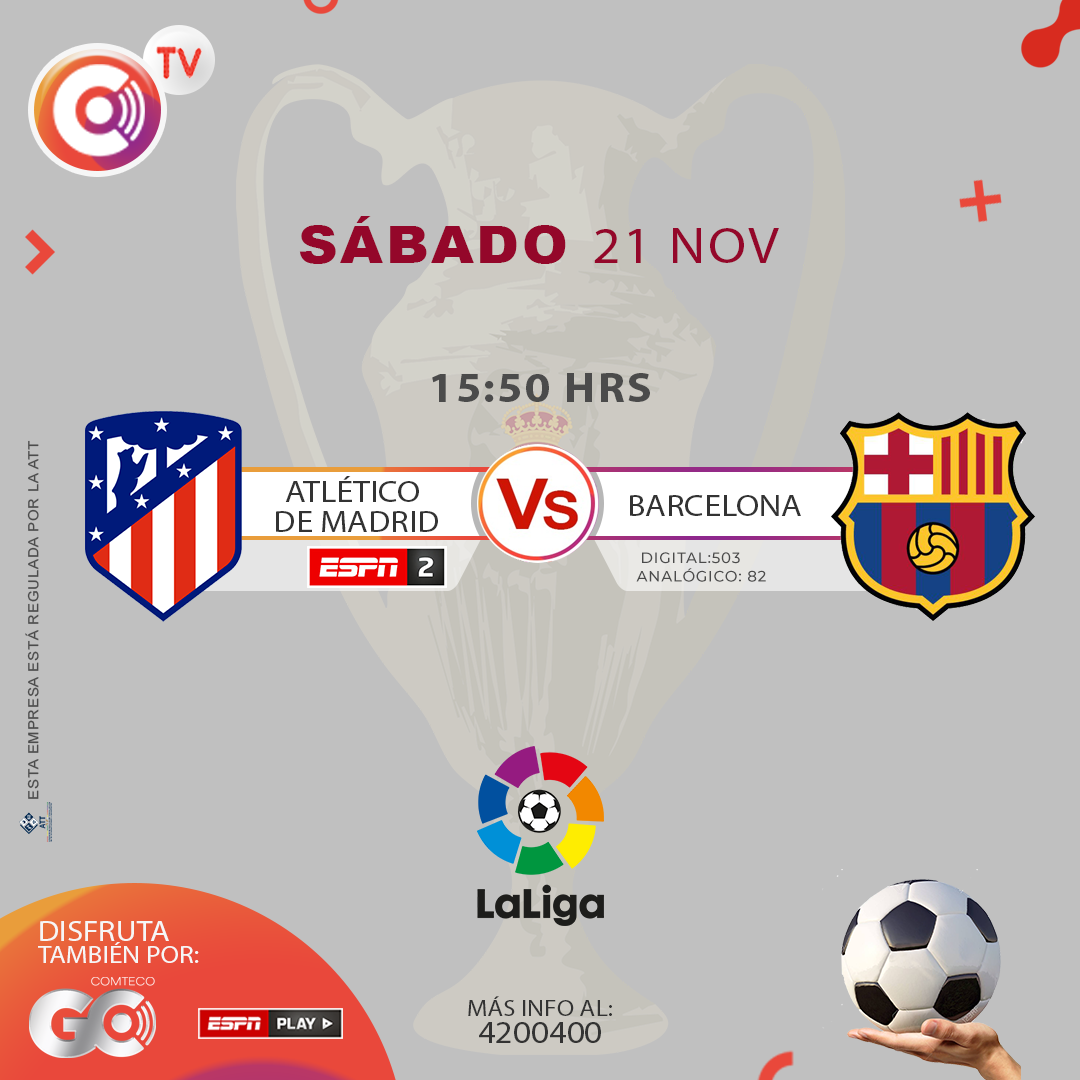 TV
SÁBADO 21 NOV
15:50 HRS
ATLÉTICO
DE MADRID
Vs
BARCELONA
ESPN 2
DIGITAL:503
ANALÓGICO: 82
ESTA EMPRESA ESTÁ REGULADA POR LA ATT
ATT
LaLiga
DISFRUTA
TAMBIÉN POR:
COMTECO
GO
ESPN PLAY
MÁS INFO AL:
4200400